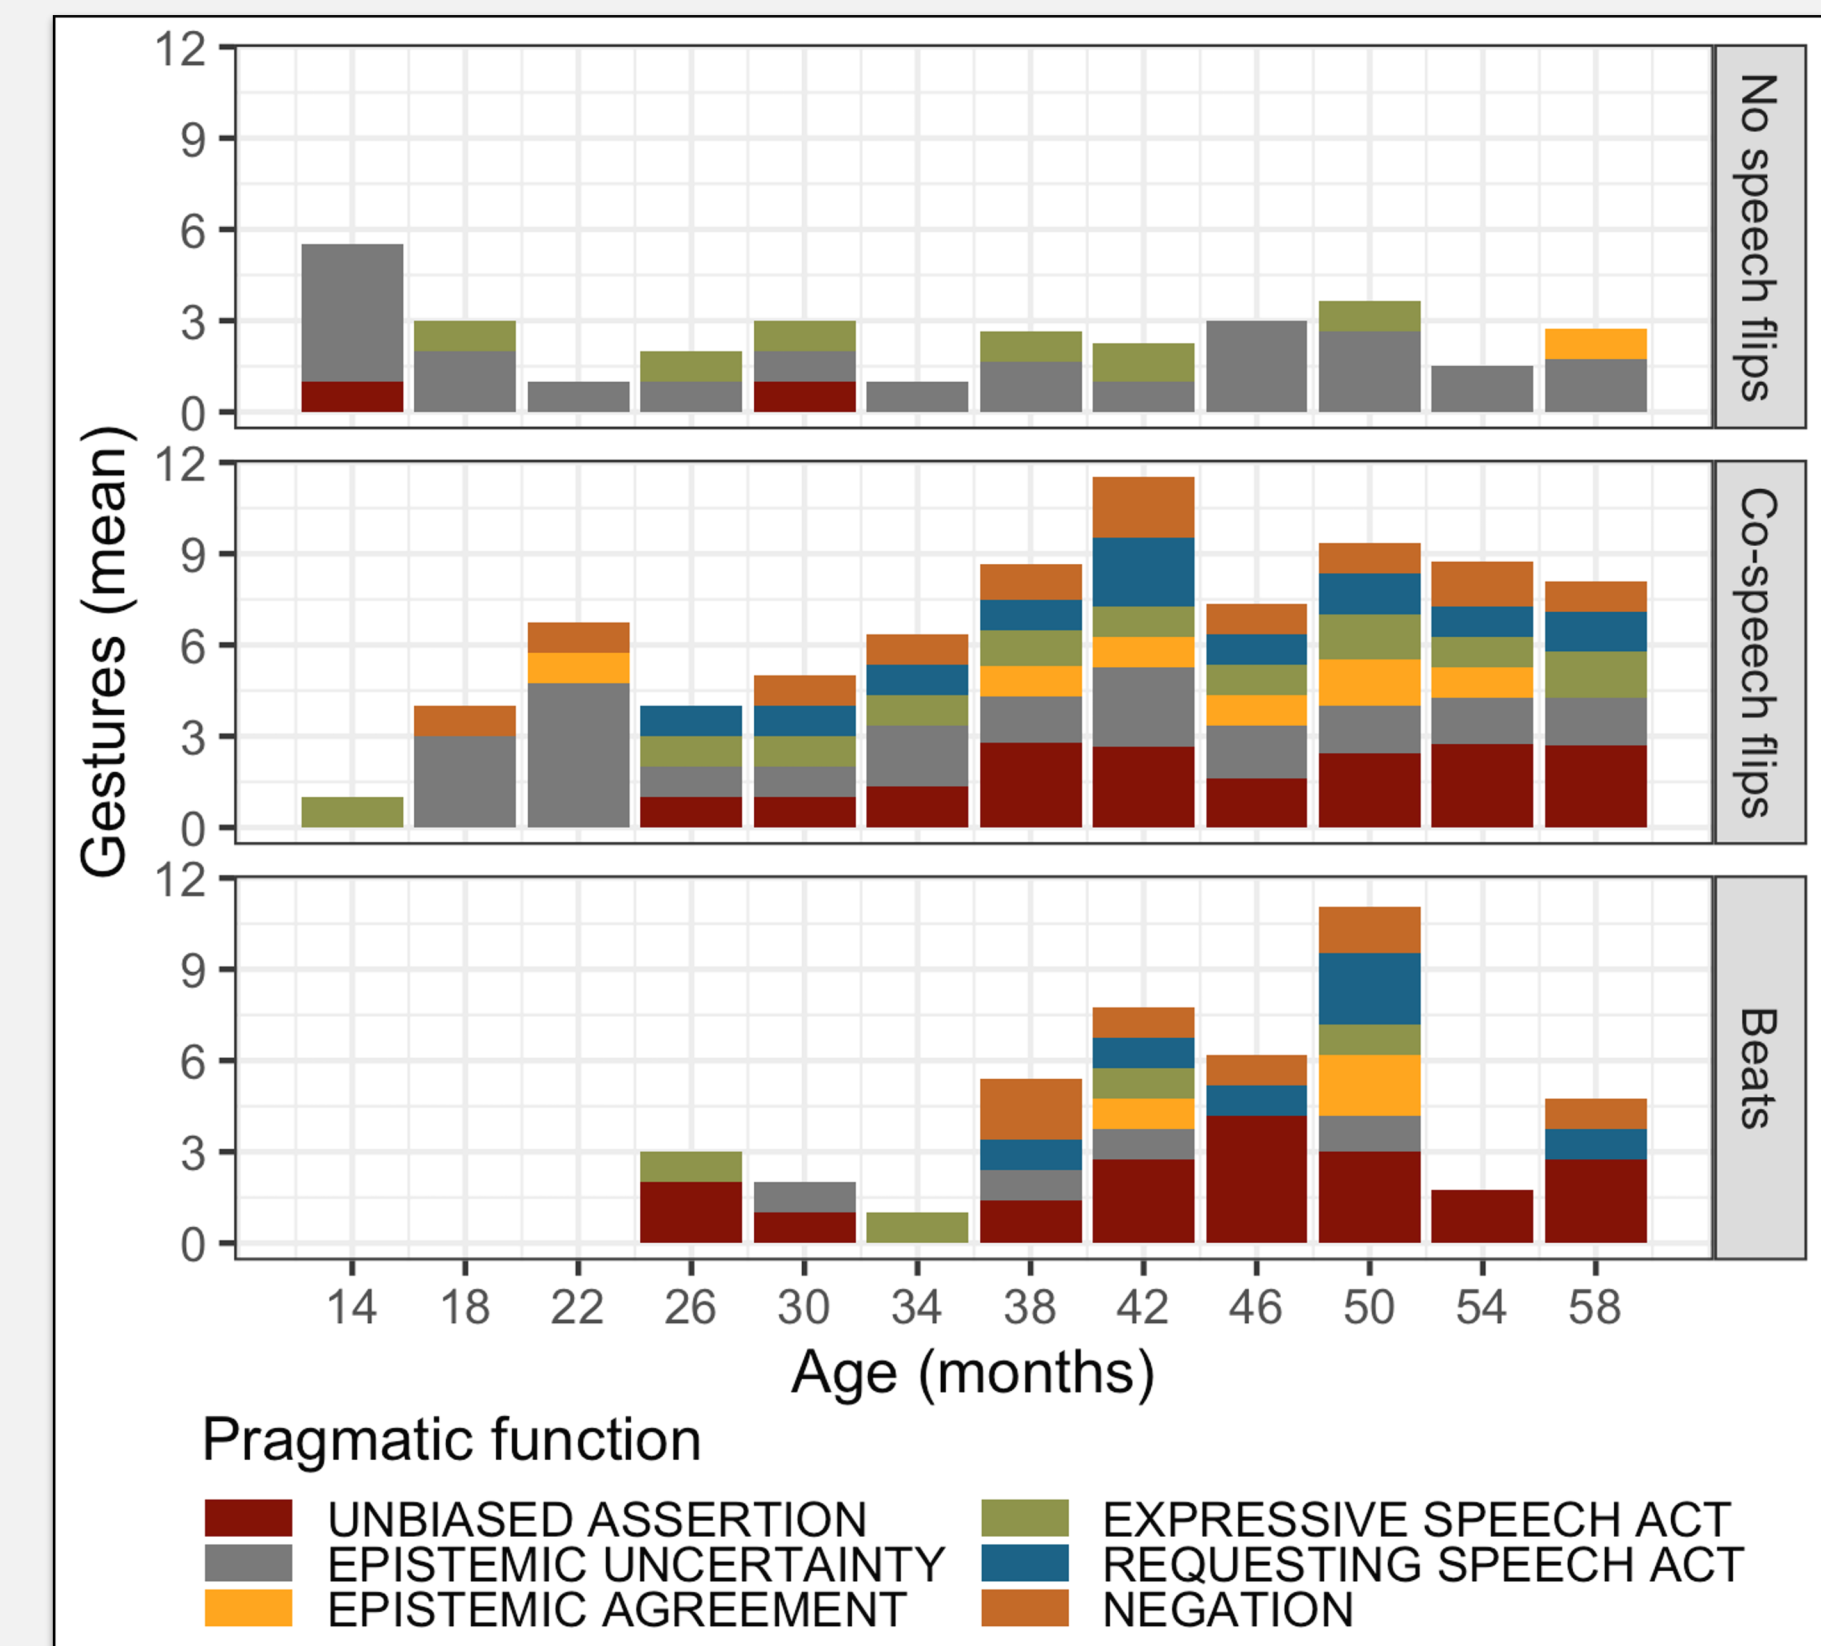 12
9
6
3
0
No speech flips
12
9
6
3
0
Co-speech flips
12
9
6
3
0
Beats
Gestures (mean)
14 18 22 26 30 34 38 42 46 50 54 58
Age (months)
Pragmatic function
UNBIASED ASSERTION
EPISTEMIC UNCERTAINTY
EPISTEMIC AGREEMENT
EXPRESSIVE SPEECH ACT
REQUESTING SPEECH ACT
NEGATION